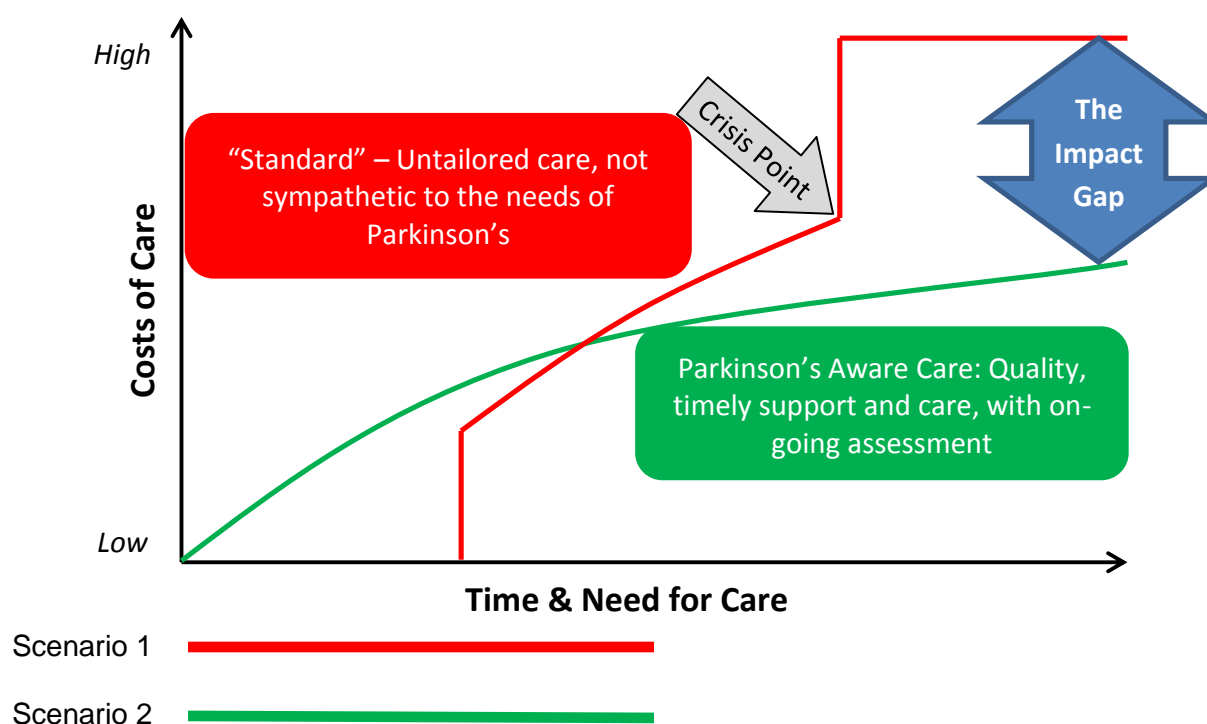 High
“Standard” – Untailored care, not
sympathetic to the needs of
Parkinson’s
Crisis Point
The
Impact
Gap
Costs of Care
Parkinson’s Aware Care: Quality,
timely support and care, with on-
going assessment
Low
Time & Need for Care
Scenario 1
Scenario 2